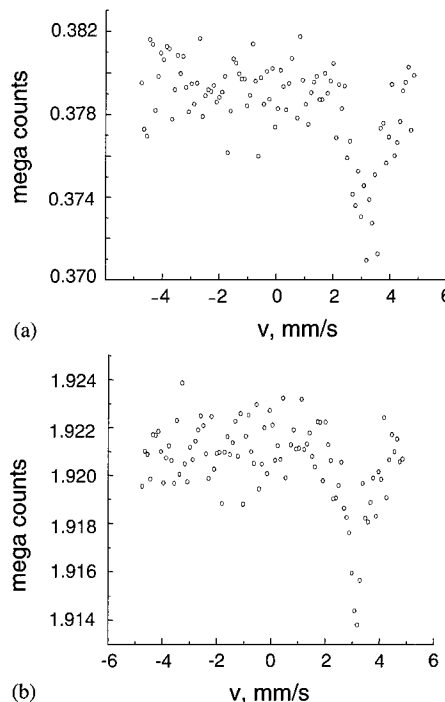 0.382
0.378
0.374
0.370
mega counts
-4 -2 0 2 4 6
(a)
v, mm/s
1.924
1.922
1.920
1.918
1.916
1.914
mega counts
-6 -4 -2 0 2 4 6
(b)
v, mm/s